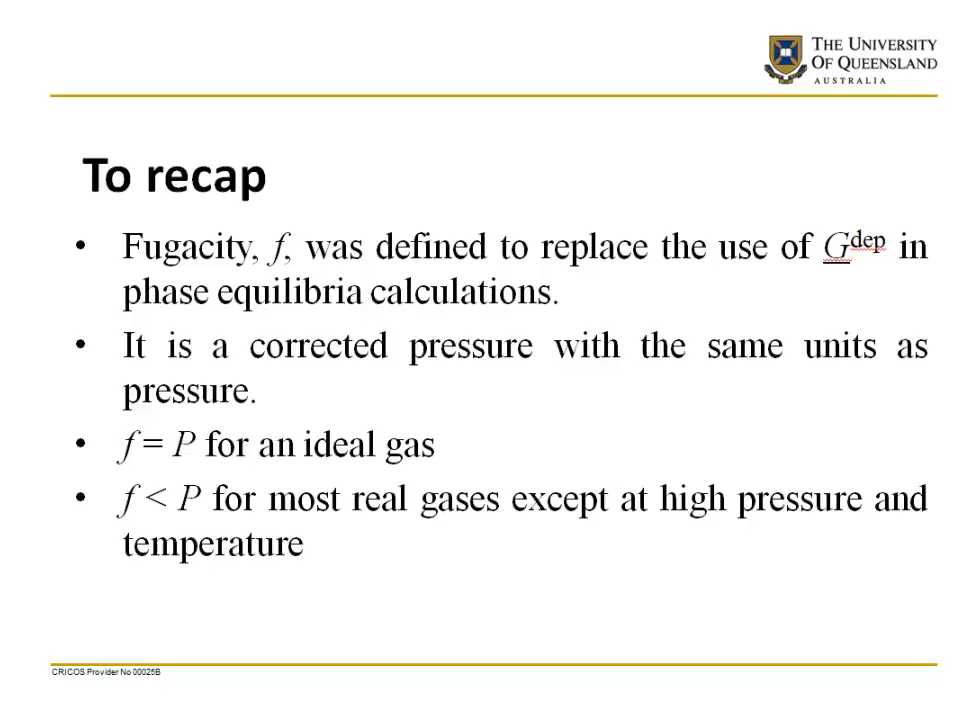 THE UNIVERSITY
OF QUEENSLAND
AUSTRALIA
To recap
• Fugacity, f, was defined to replace the use of G^dep in
phase equilibria calculations.
• It is a corrected pressure with the same units as
pressure.
• f = P for an ideal gas
• f < P for most real gases except at high pressure and
temperature
CRICOS Provider No 00025B